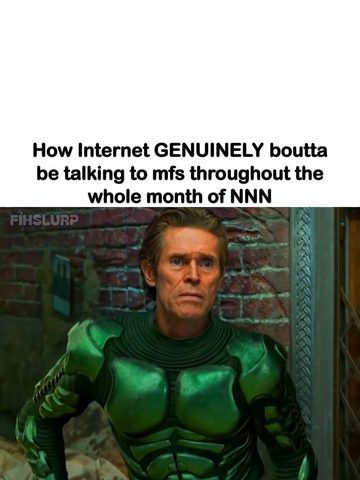 How Internet GENUINELY boutta
be talking to mfs throughout the
whole month of NNN
FIHSLURP